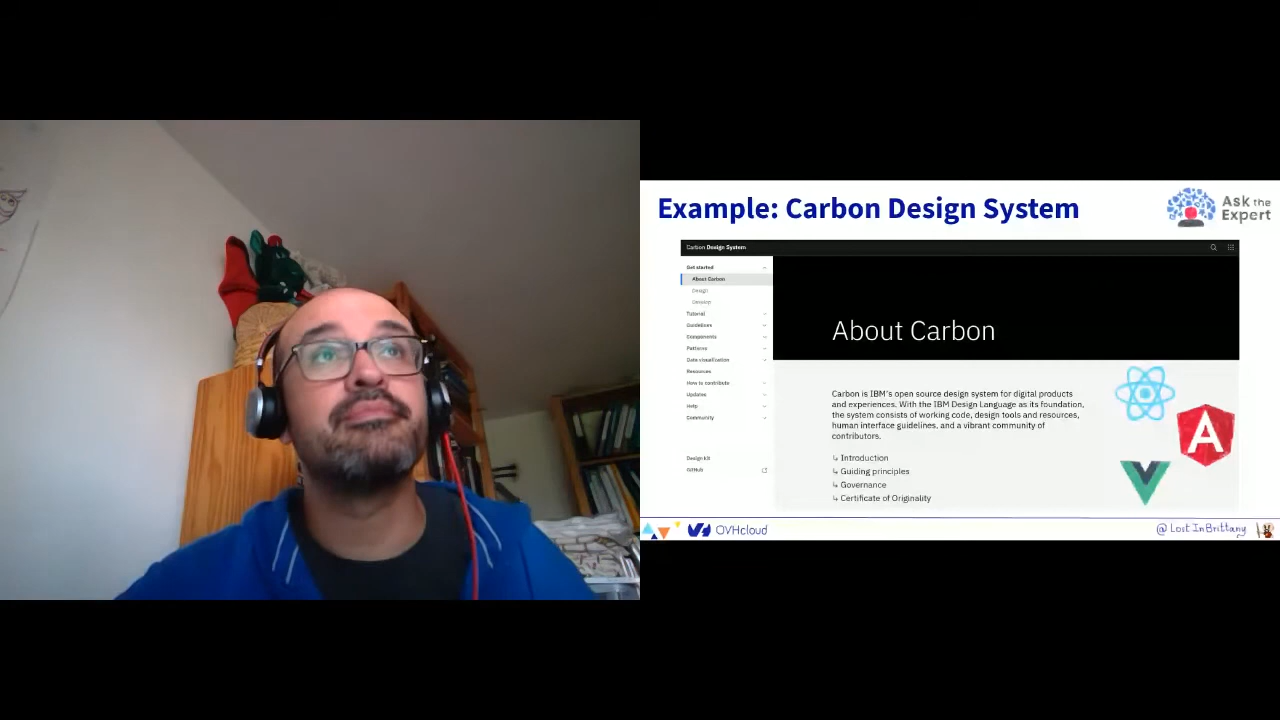 Example: Carbon Design System
Ask the
Expert
Carbon Design System
Get started
About Carbon
Design
Develop
Tutorial
Guidelines
Components
Patterns
Data visualization
Resources
How to contribute
Updates
Help
Community
Design kit
GitHub
About Carbon
Carbon is IBM's open source design system for digital products
and experiences. With the IBM Design Language as its foundation,
the system consists of working code, design tools and resources,
human interface guidelines, and a vibrant community of
contributors.
↳ Introduction
↳ Guiding principles
↳ Governance
↳ Certificate of Originality
A
OVHcloud
@LostInBrittany